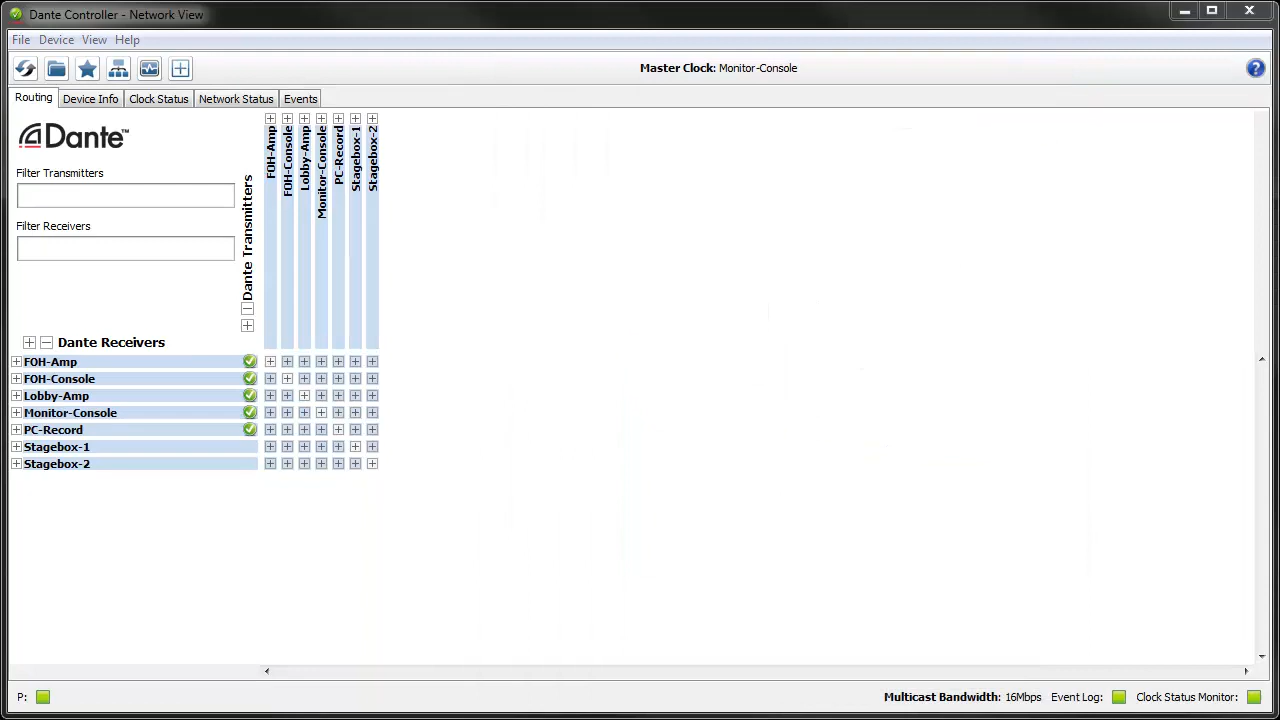 Dante Controller - Network View
File Device View Help
Master Clock: Monitor-Console
Routing Device Info Clock Status Network Status Events
Dante™
Filter Transmitters
Filter Receivers
Dante Transmitters
FOH-Amp
FOH-Console
Lobby-Amp
Monitor-Console
PC-Record
Stagebox-1
Stagebox-2
Dante Receivers
FOH-Amp
FOH-Console
Lobby-Amp
Monitor-Console
PC-Record
Stagebox-1
Stagebox-2
P: Multicast Bandwidth: 16Mbps Event Log: Clock Status Monitor: